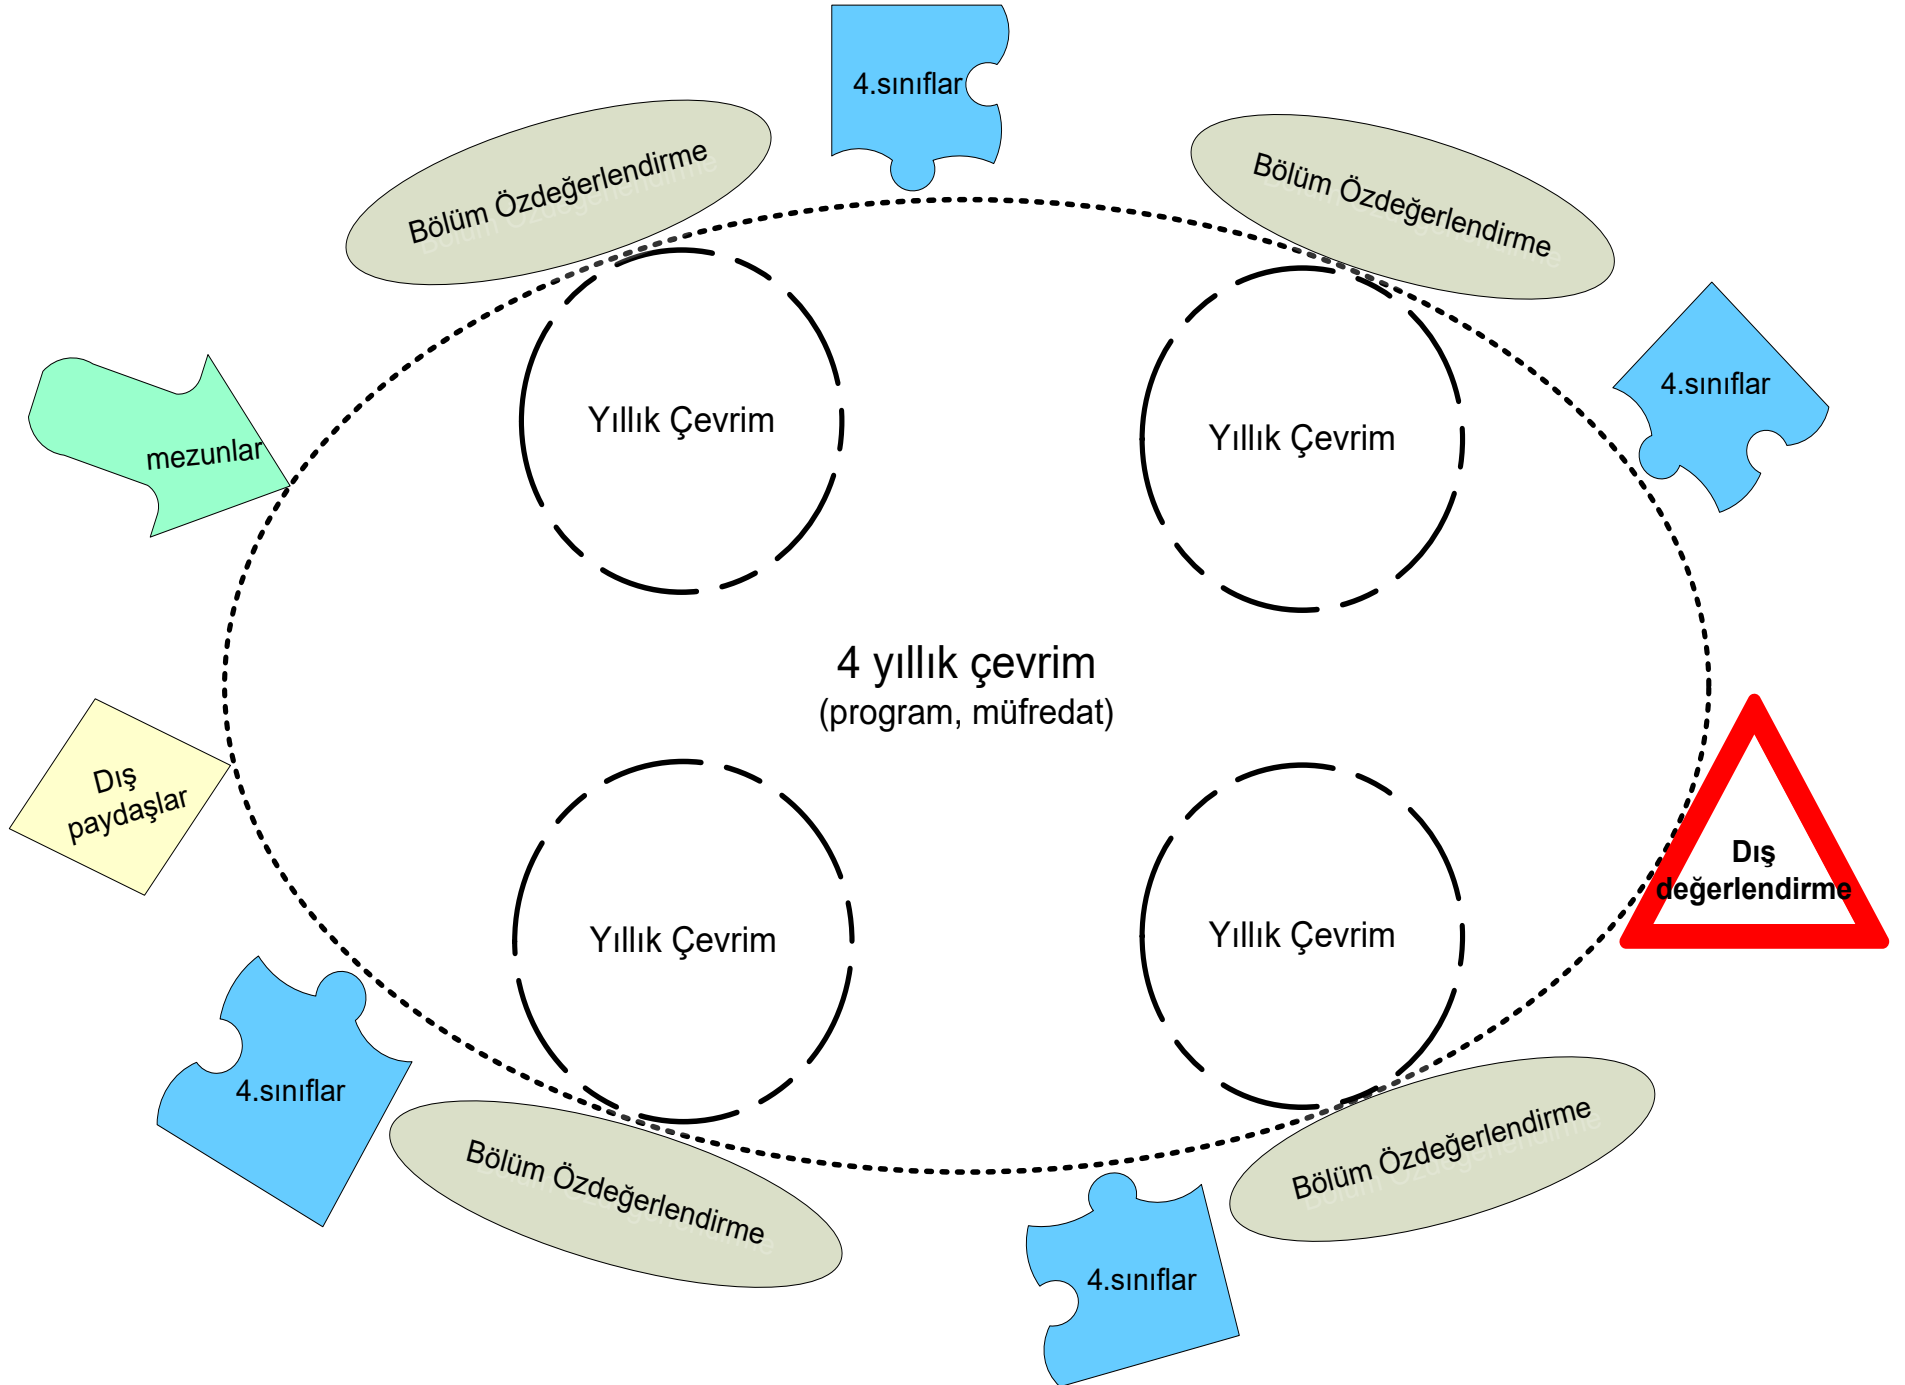 4.sınıflar
Bölüm Özdeğerlendirme
Bölüm Özdeğerlendirme
4.sınıflar
Yıllık Çevrim
Yıllık Çevrim
mezunlar
4 yıllık çevrim
(program, müfredat)
Dış
paydaşlar
Dış
değerlendirme
Yıllık Çevrim
Yıllık Çevrim
4.sınıflar
Bölüm Özdeğerlendirme
Bölüm Özdeğerlendirme
4.sınıflar